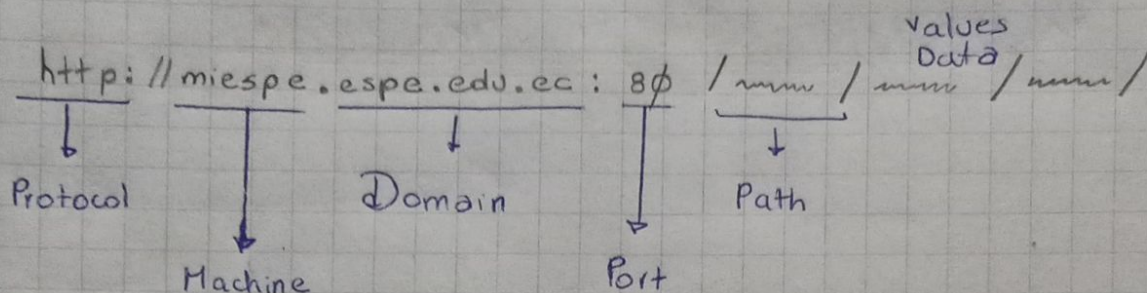 values
Data
http://miespe.espe.edu.ec: 80 / / / /
Protocol
Domain
Path
Machine
Port